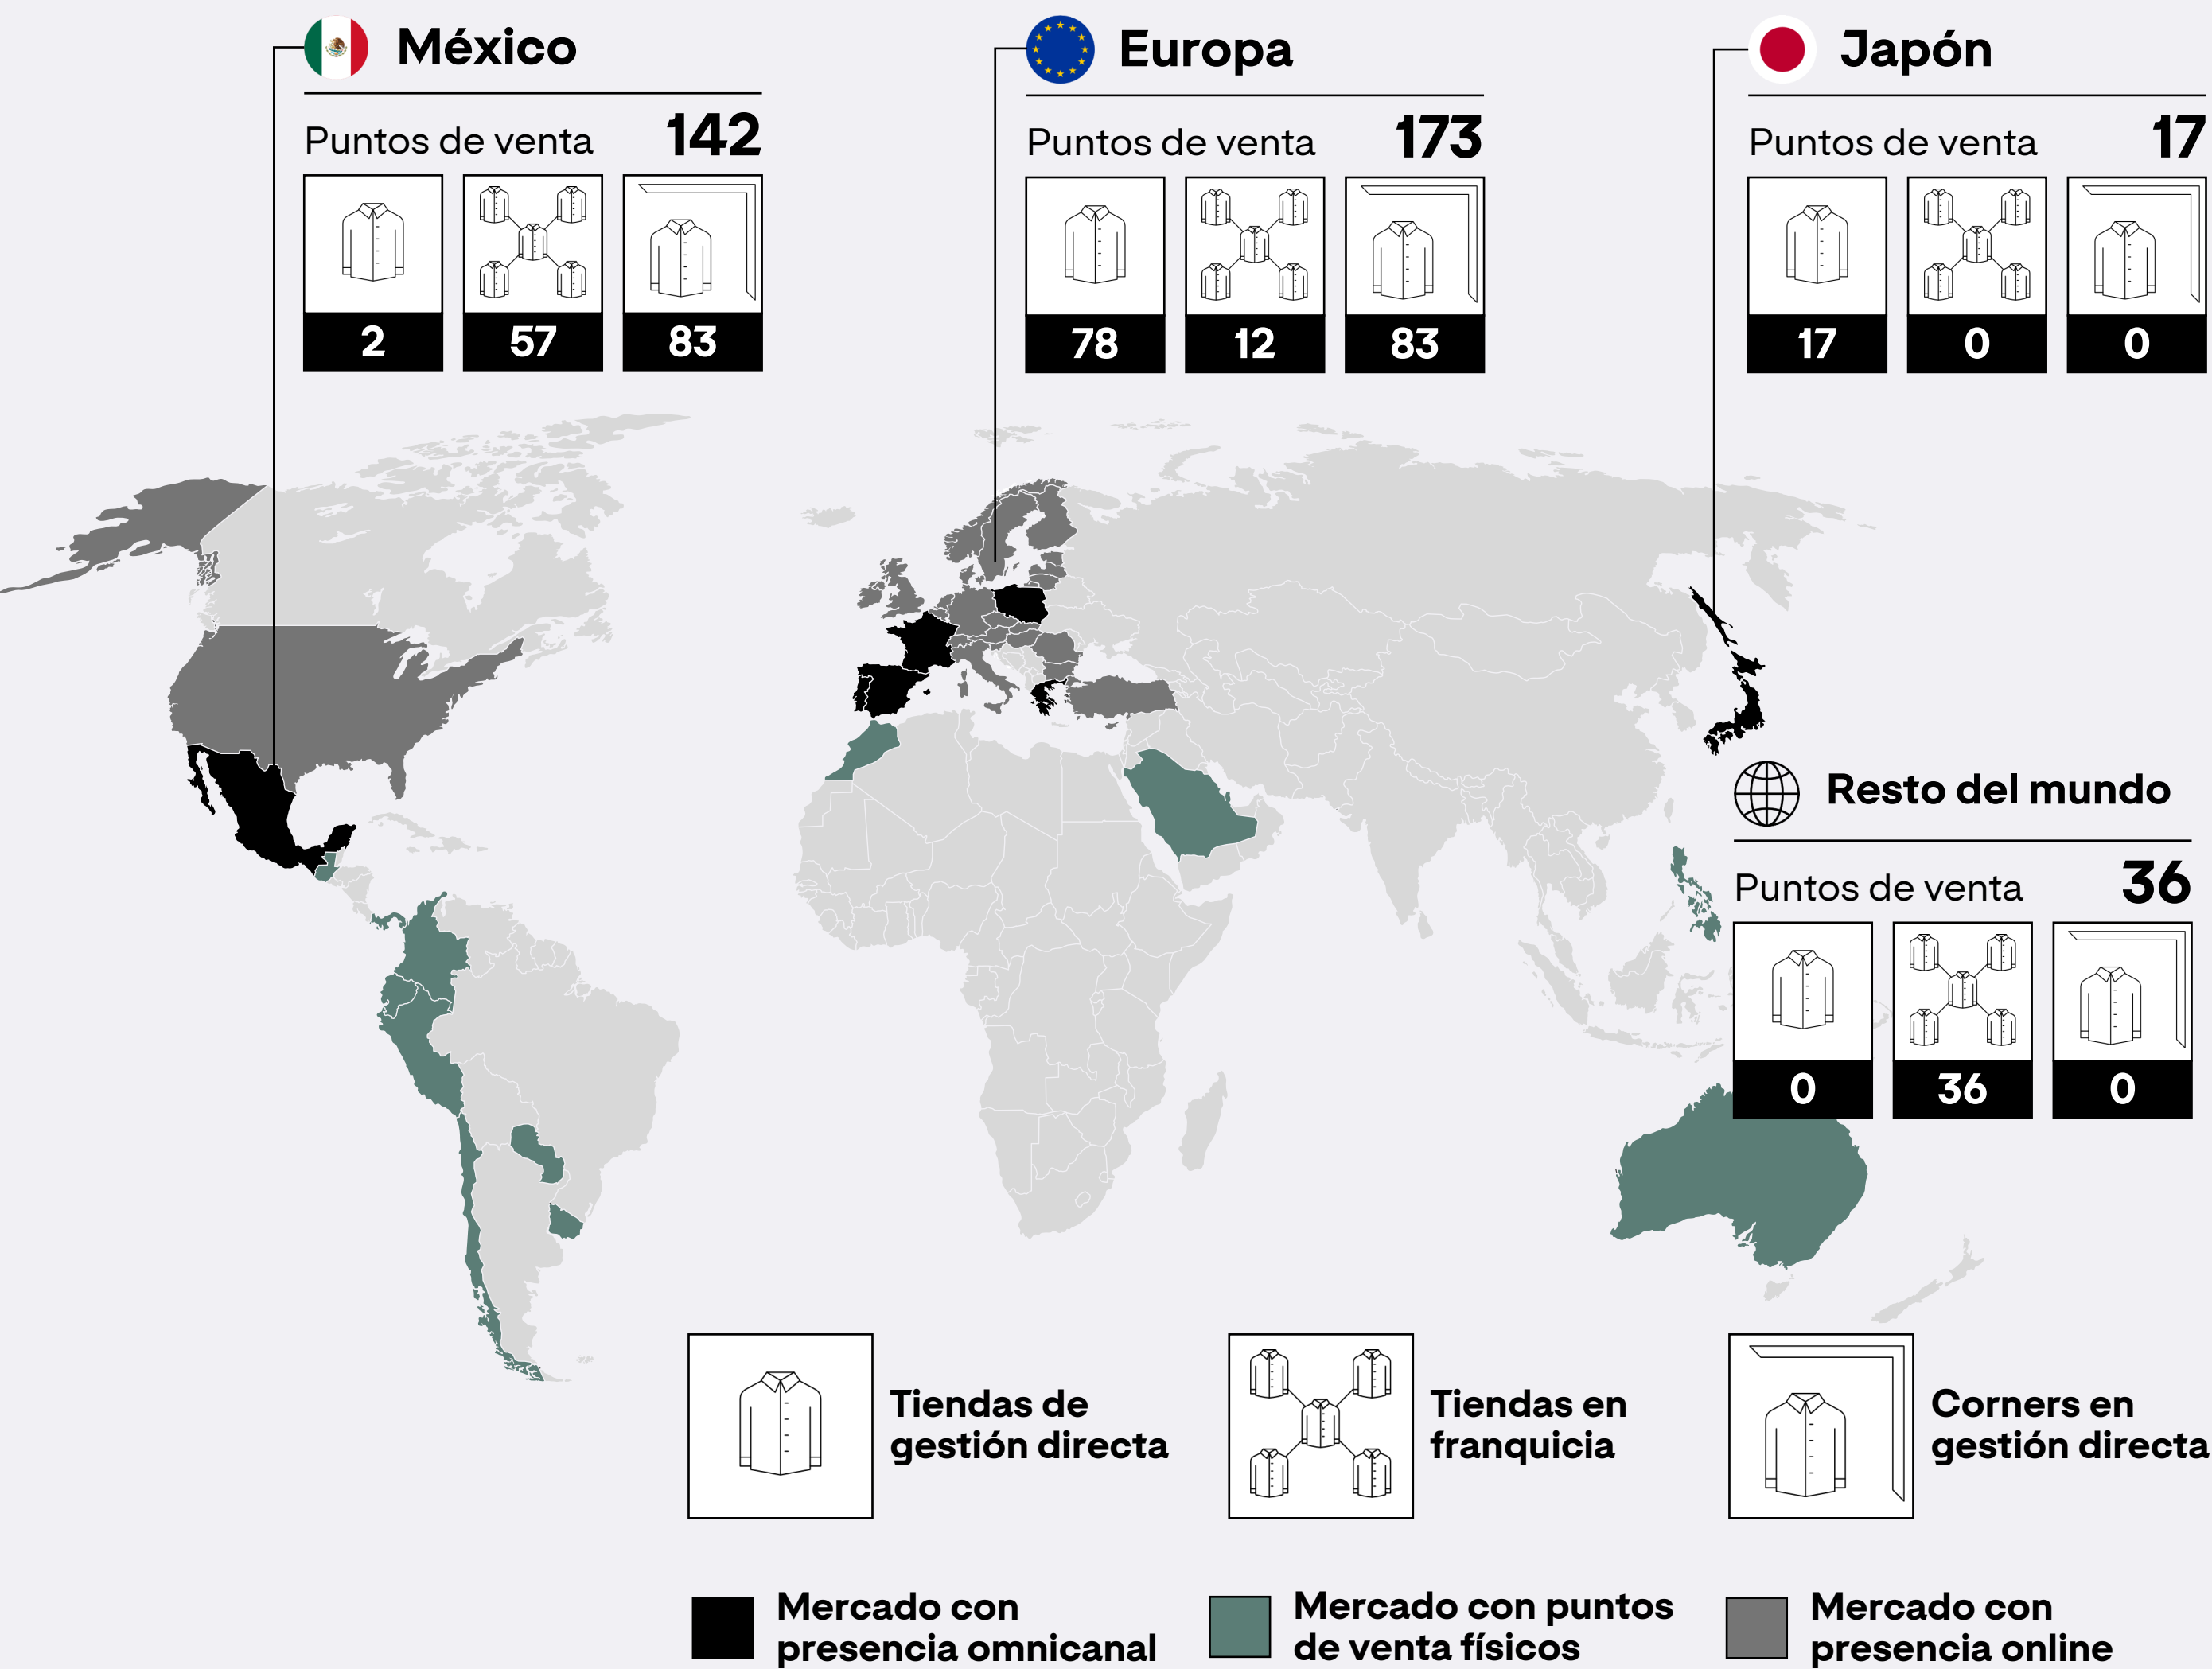 México
Puntos de venta 142
2 57 83
Europa
Puntos de venta 173
78 12 83
Japón
Puntos de venta 17
17 0 0
Resto del mundo
Puntos de venta 36
0 36 0
Tiendas de
gestión directa
Tiendas en
franquicia
Corners en
gestión directa
Mercado con
presencia omnicanal
Mercado con puntos
de venta físicos
Mercado con
presencia online